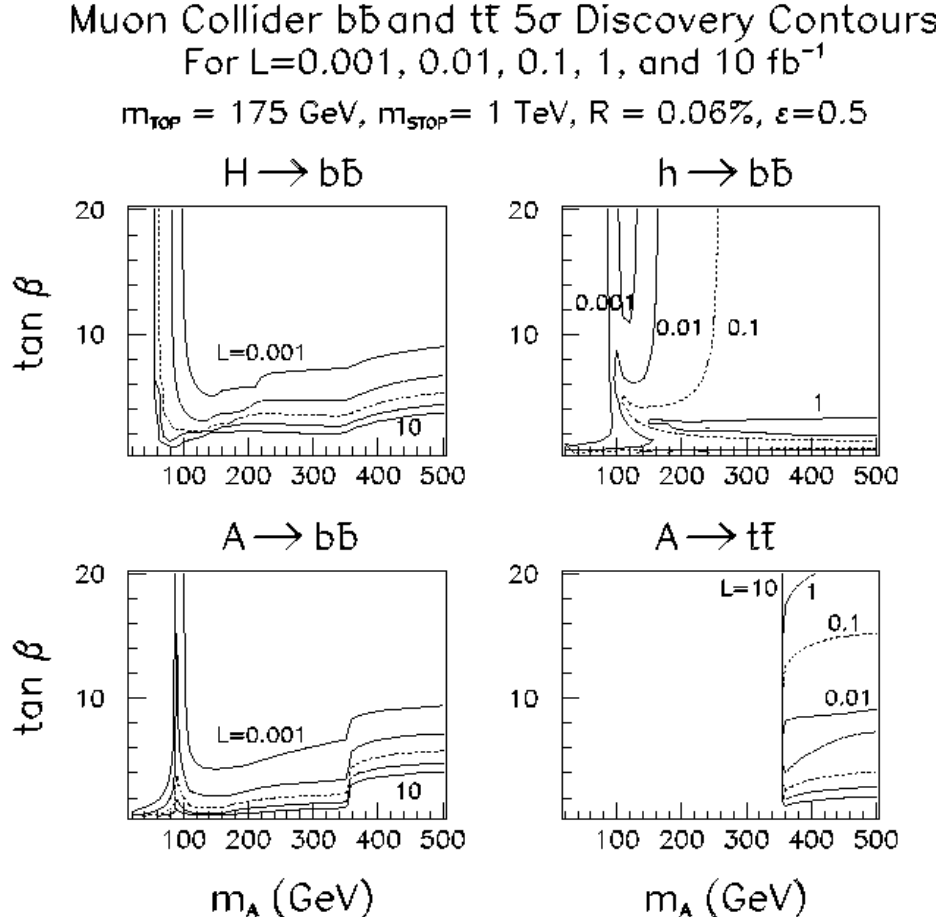 Muon Collider bb̄ and tt̄ 5σ Discovery Contours
For L=0.001, 0.01, 0.1, 1, and 10 fb⁻¹
m_TOP = 175 GeV, m_STOP= 1 TeV, R = 0.06%, ε=0.5
H → bb̄
h → bb̄
tan β
20
10
100 200 300 400 500
L=0.001
10
20
10
100 200 300 400 500
0.001
0.01
0.1
1
A → bb̄
A → tt̄
tan β
20
10
100 200 300 400 500
L=0.001
10
20
10
100 200 300 400 500
L=10
1
0.1
0.01
m_A (GeV)
m_A (GeV)